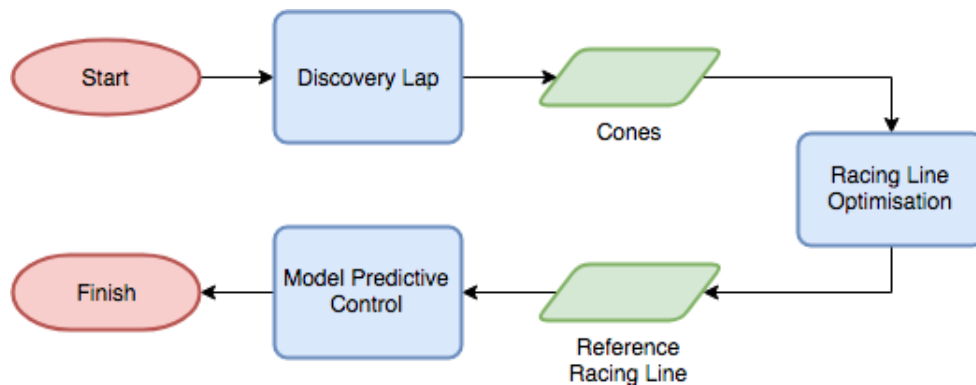 Start
Discovery Lap
Cones
Racing Line
Optimisation
Reference
Racing Line
Model Predictive
Control
Finish